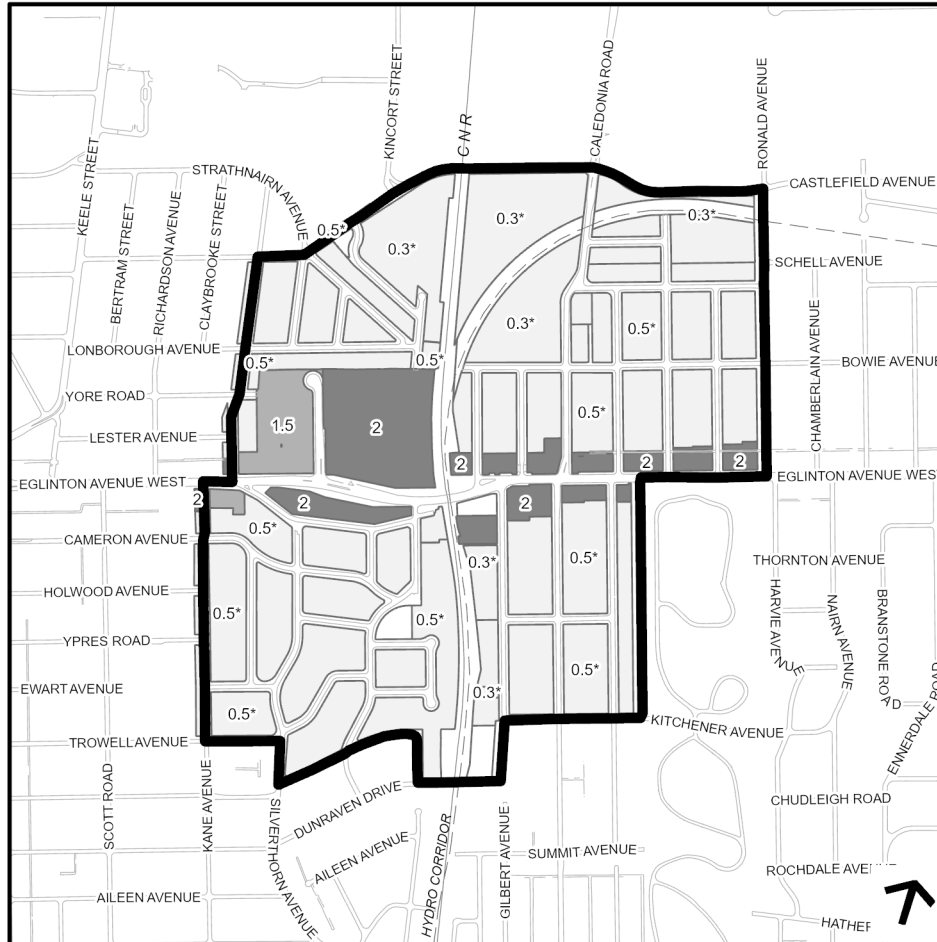 KINCORT STREET
CNR
CALEDONIA ROAD
RONALD AVENUE
KEELE STREET
STRATHNAIRN AVENUE
CASTLEFIELD AVENUE
BERTRAM STREET
RICHARDSON AVENUE
CLAYBROOKE STREET
0.5*
0.3*
0.3*
0.3*
SCHELL AVENUE
CHAMBERLAIN AVENUE
0.3*
0.5*
LONBOROUGH AVENUE
0.5*
0.5*
BOWIE AVENUE
YORE ROAD
0.5*
LESTER AVENUE
1.5
2
2
2
2
EGLINTON AVENUE WEST
EGLINTON AVENUE WEST
2
2
2
CAMERON AVENUE
0.5*
0.3*
0.5*
THORNTON AVENUE
HOLWOOD AVENUE
HARVIE AVENUE
NAIRN AVENUE
BRANSTONE ROAD
YPRES ROAD
0.5*
0.5*
0.5*
EWART AVENUE
0.3*
0.5*
ENNERDALE ROAD
TROWELL AVENUE
KITCHENER AVENUE
SCOTT ROAD
KANE AVENUE
SILVERTHORN AVENUE
DUNRAVEN DRIVE
CHUDLEIGH ROAD
AILEEN AVENUE
HYDRO CORRIDOR
GILBERT AVENUE
SUMMIT AVENUE
ROCHDALE AVE
AILEEN AVENUE
HATHE